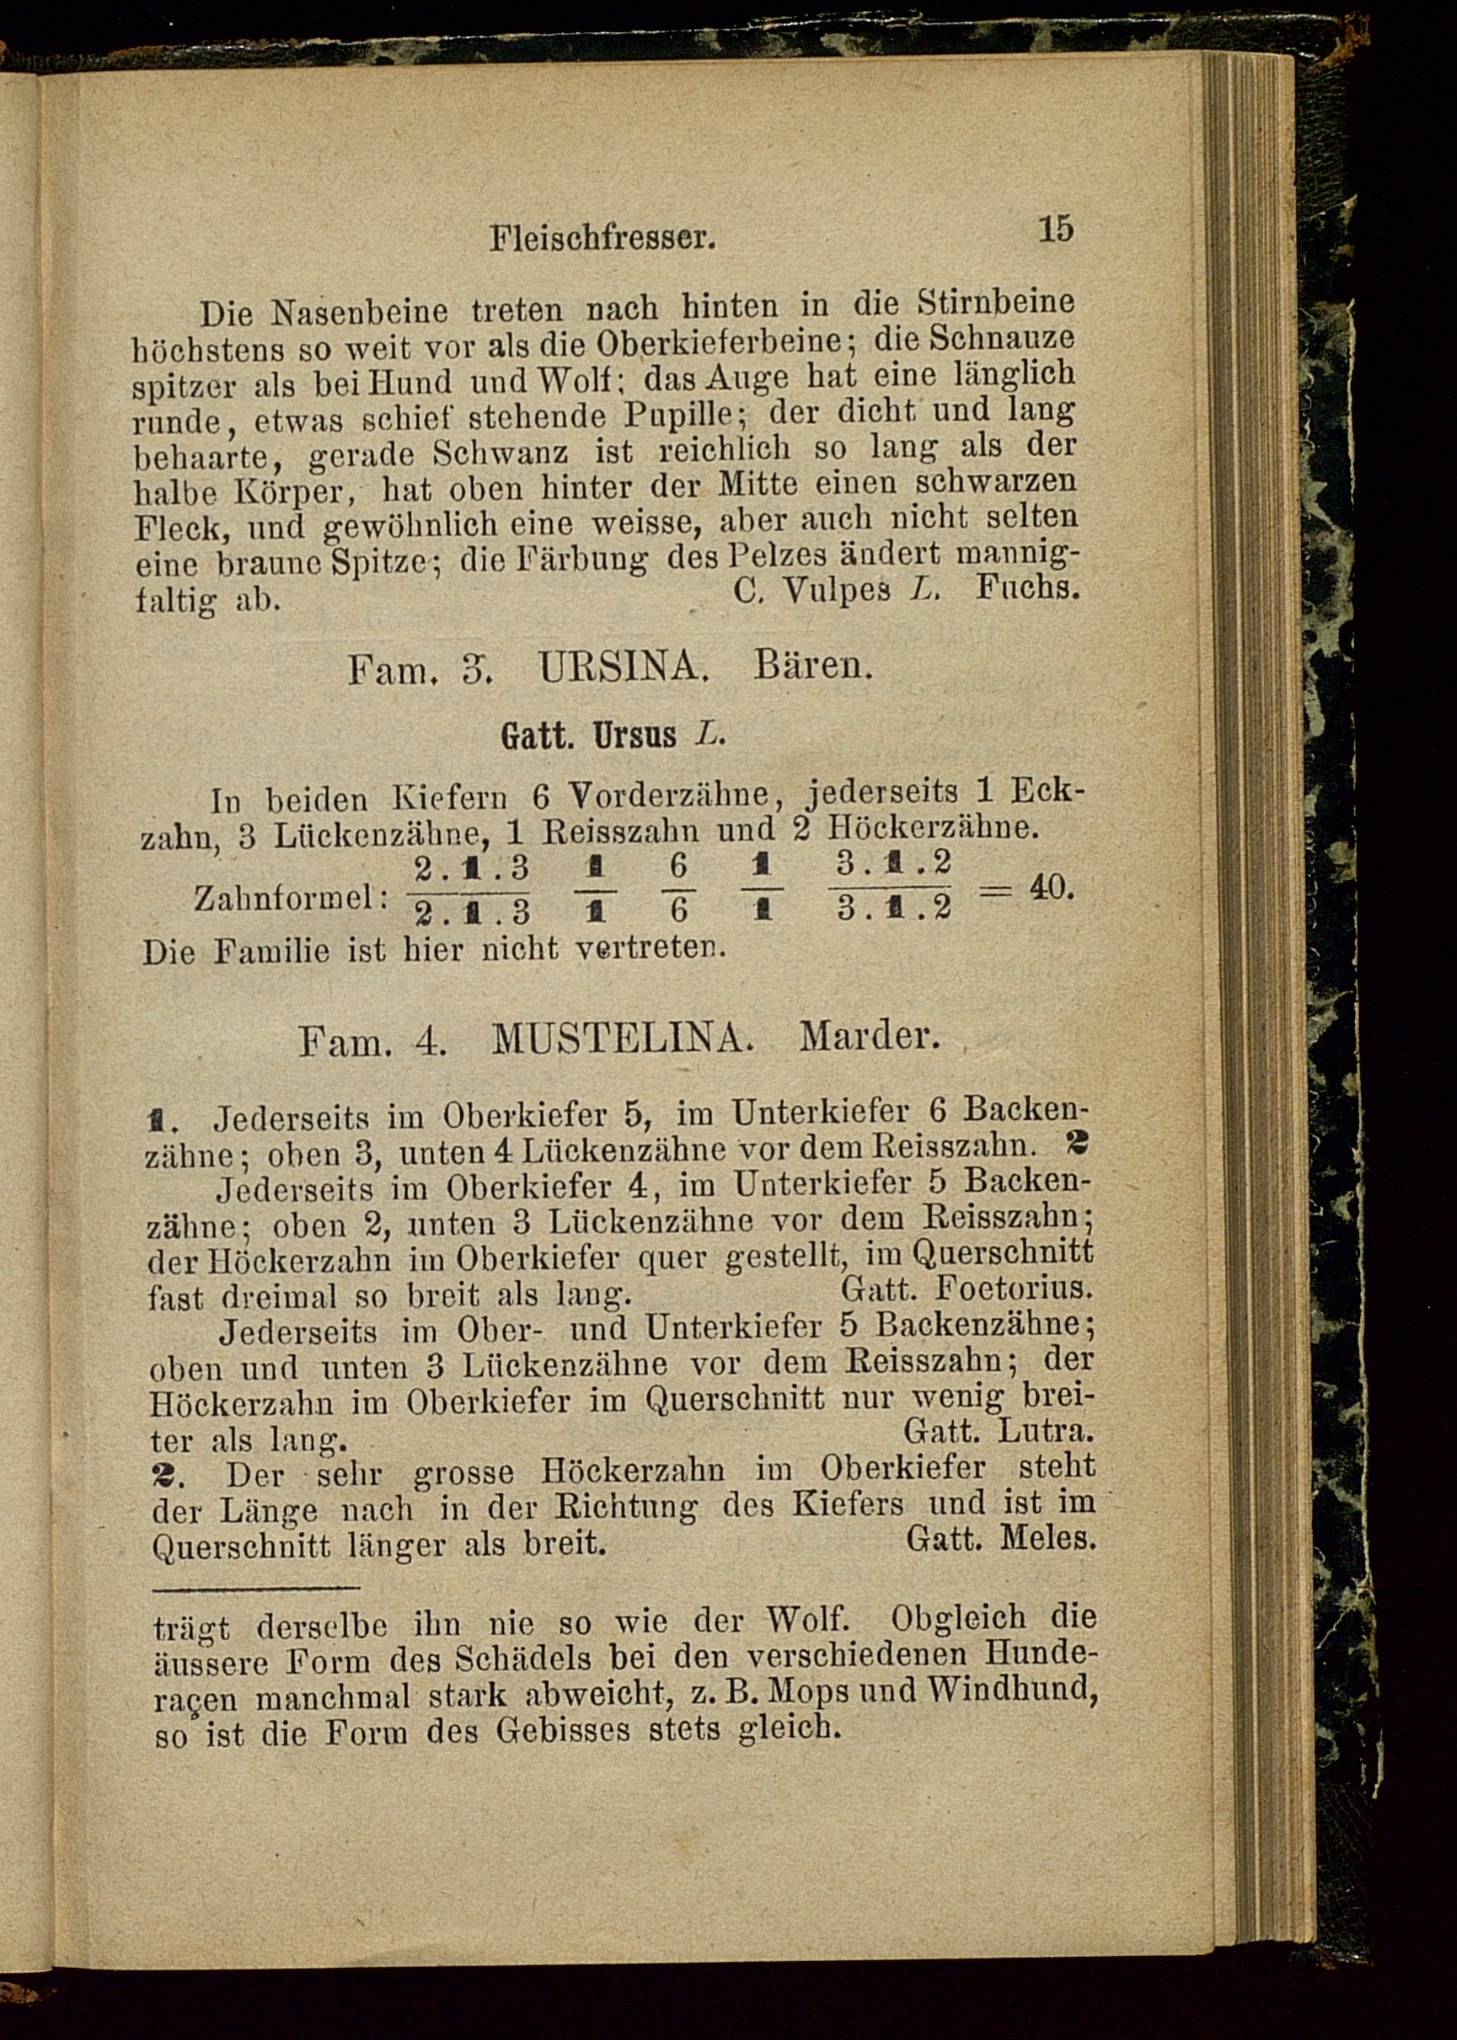 Fleischfresser. 15
Die Nasenbeine treten nach hinten in die Stirnbeine
höchstens so weit vor als die Oberkieferbeine; die Schnauze
spitzer als bei Hund und Wolf; das Auge hat eine länglich
runde, etwas schief stehende Pupille; der dicht und lang
behaarte, gerade Schwanz ist reichlich so lang als der
halbe Körper, hat oben hinter der Mitte einen schwarzen
Fleck, und gewöhnlich eine weisse, aber auch nicht selten
eine braune Spitze; die Färbung des Pelzes ändert mannig-
faltig ab. C. Vulpes L. Fuchs.
Fam. 3. URSINA. Bären.
Gatt. Ursus L.
In beiden Kiefern 6 Vorderzähne, jederseits 1 Eck-
zahn, 3 Lückenzähne, 1 Reisszahn und 2 Höckerzähne.
2.1.3 1 6 1 3.1.2
Zahnformel: = 40.
2.1.3 1 6 1 3.1.2
Die Familie ist hier nicht vertreten.
Fam. 4. MUSTELINA. Marder.
1. Jederseits im Oberkiefer 5, im Unterkiefer 6 Backen-
zähne; oben 3, unten 4 Lückenzähne vor dem Reisszahn. 2
Jederseits im Oberkiefer 4, im Unterkiefer 5 Backen-
zähne; oben 2, unten 3 Lückenzähne vor dem Reisszahn;
der Höckerzahn im Oberkiefer quer gestellt, im Querschnitt
fast dreimal so breit als lang. Gatt. Foetorius.
Jederseits im Ober- und Unterkiefer 5 Backenzähne;
oben und unten 3 Lückenzähne vor dem Reisszahn; der
Höckerzahn im Oberkiefer im Querschnitt nur wenig brei-
ter als lang. Gatt. Lutra.
2. Der sehr grosse Höckerzahn im Oberkiefer steht
der Länge nach in der Richtung des Kiefers und ist im
Querschnitt länger als breit. Gatt. Meles.
trägt derselbe ihn nie so wie der Wolf. Obgleich die
äussere Form des Schädels bei den verschiedenen Hunde-
raçen manchmal stark abweicht, z. B. Mops und Windhund,
so ist die Form des Gebisses stets gleich.